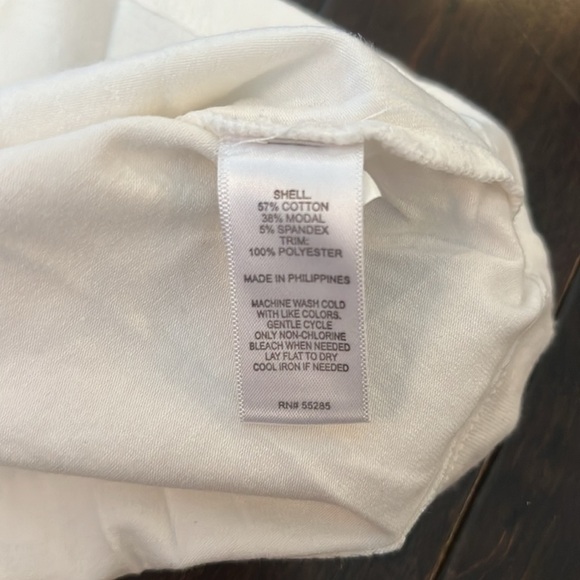 SHELL
57% COTTON
38% MODAL
5% SPANDEX
TRIM:
100% POLYESTER
MADE IN PHILIPPINES
MACHINE WASH COLD
WITH LIKE COLORS.
GENTLE CYCLE
ONLY NON-CHLORINE
BLEACH WHEN NEEDED
LAY FLAT TO DRY
COOL IRON IF NEEDED
RN# 55285